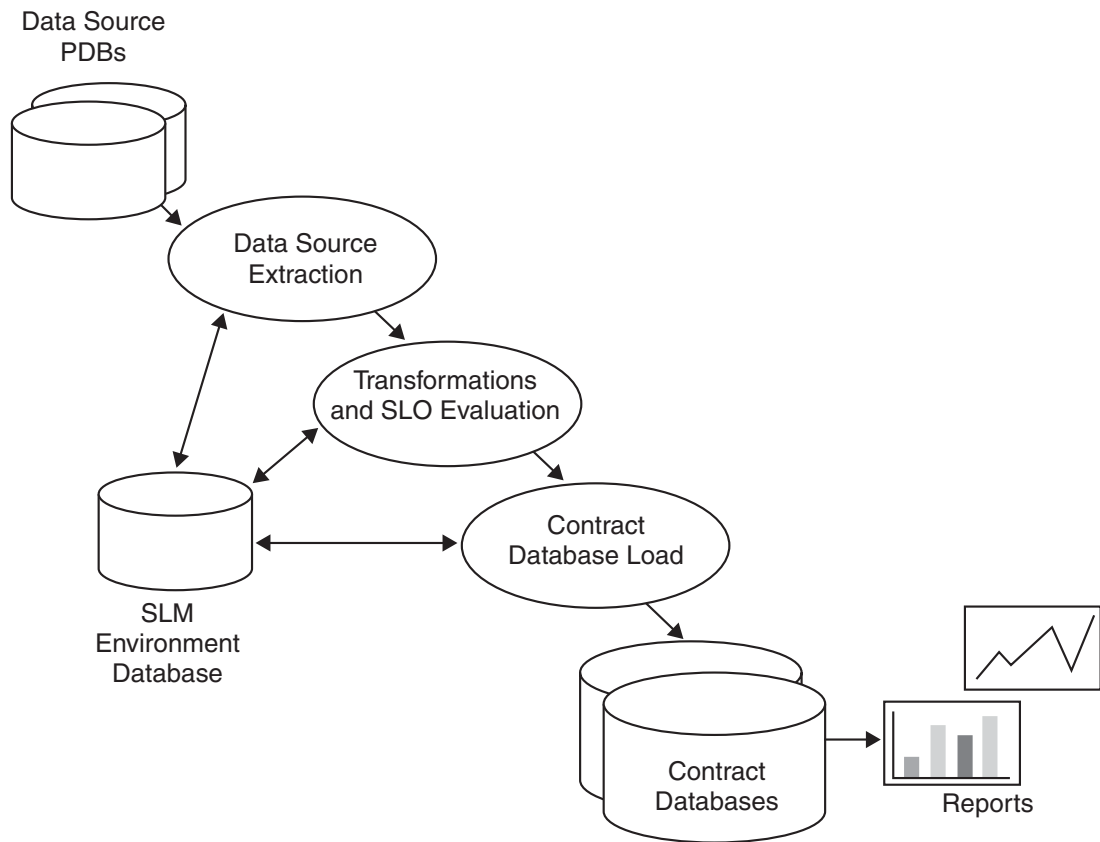 Data Source
PDBs
Data Source
Extraction
Transformations
and SLO Evaluation
Contract
Database Load
SLM
Environment
Database
Contract
Databases
Reports